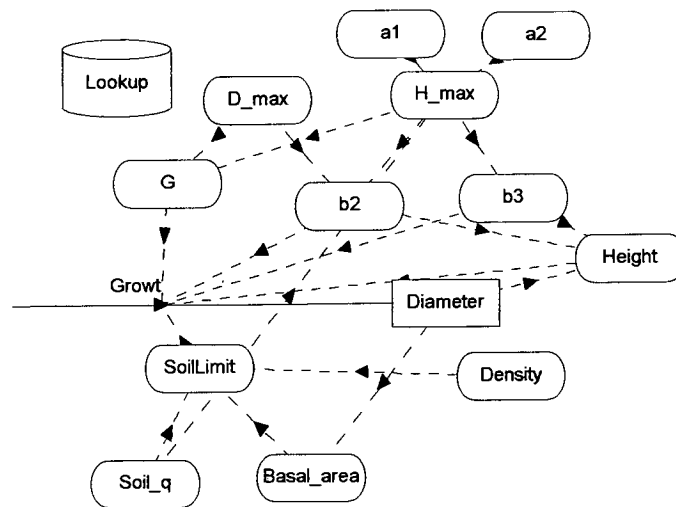 a1
a2
Lookup
D_max
H_max
G
b2
b3
Height
Growt
Diameter
SoilLimit
Density
Soil_q
Basal_area